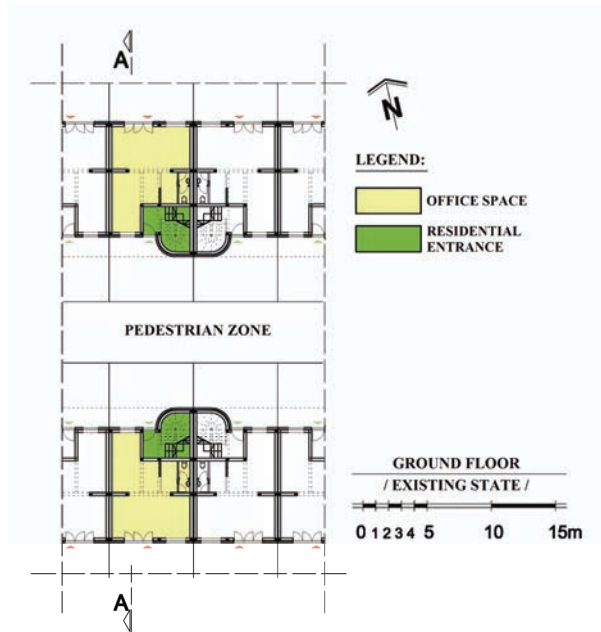 A
N
LEGEND:
OFFICE SPACE
RESIDENTIAL
ENTRANCE
PEDESTRIAN ZONE
GROUND FLOOR
/ EXISTING STATE /
0 1 2 3 4 5 10 15m
A